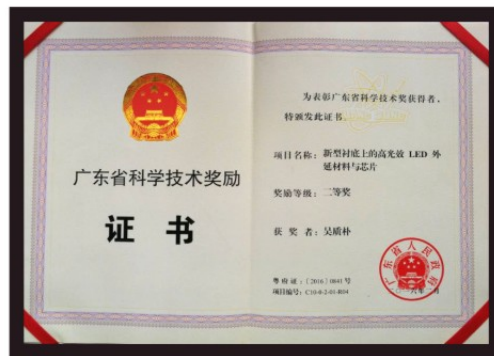 广东省科学技术奖励
证书
为表彰广东省科学技术奖获得者，
特颁发此证书。
项目名称：新型衬底上的高光效 LED 外
延材料与芯片
奖励等级：二等奖
获 奖 者：吴质朴
粤 府 证：〔2016〕0841号
项目编号：C10-0-2-01-R04
广东省人民政府